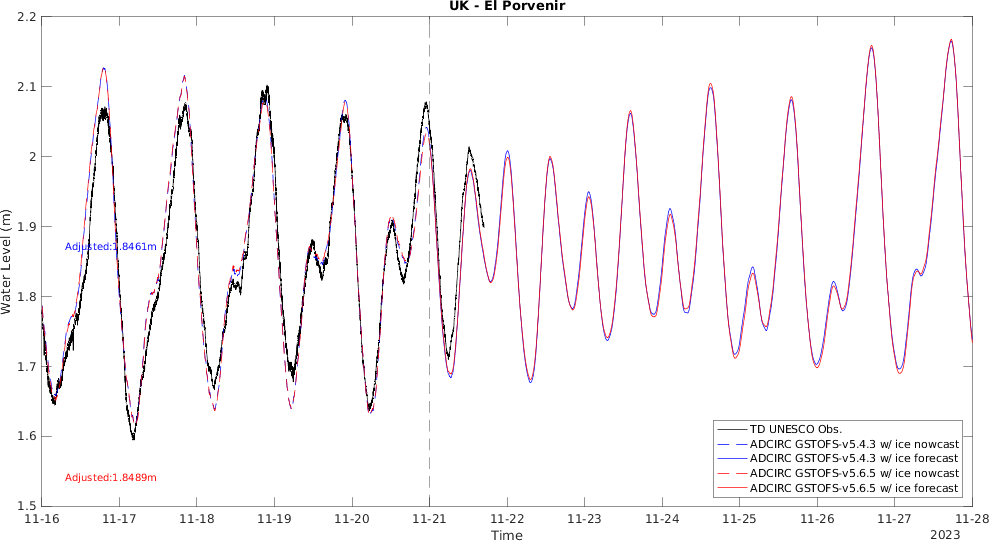 UK - El Porvenir
2.2
2.1
2
1.9
1.8
1.7
1.6
1.5
Water Level (m)
Adjusted:1.8461m
Adjusted:1.8489m
TD UNESCO Obs.
ADCIRC GSTOFS-v5.4.3 w/ ice nowcast
ADCIRC GSTOFS-v5.4.3 w/ ice forecast
ADCIRC GSTOFS-v5.6.5 w/ ice nowcast
ADCIRC GSTOFS-v5.6.5 w/ ice forecast
11-16 11-17 11-18 11-19 11-20 11-21 11-22 11-23 11-24 11-25 11-26 11-27 11-28
Time
2023